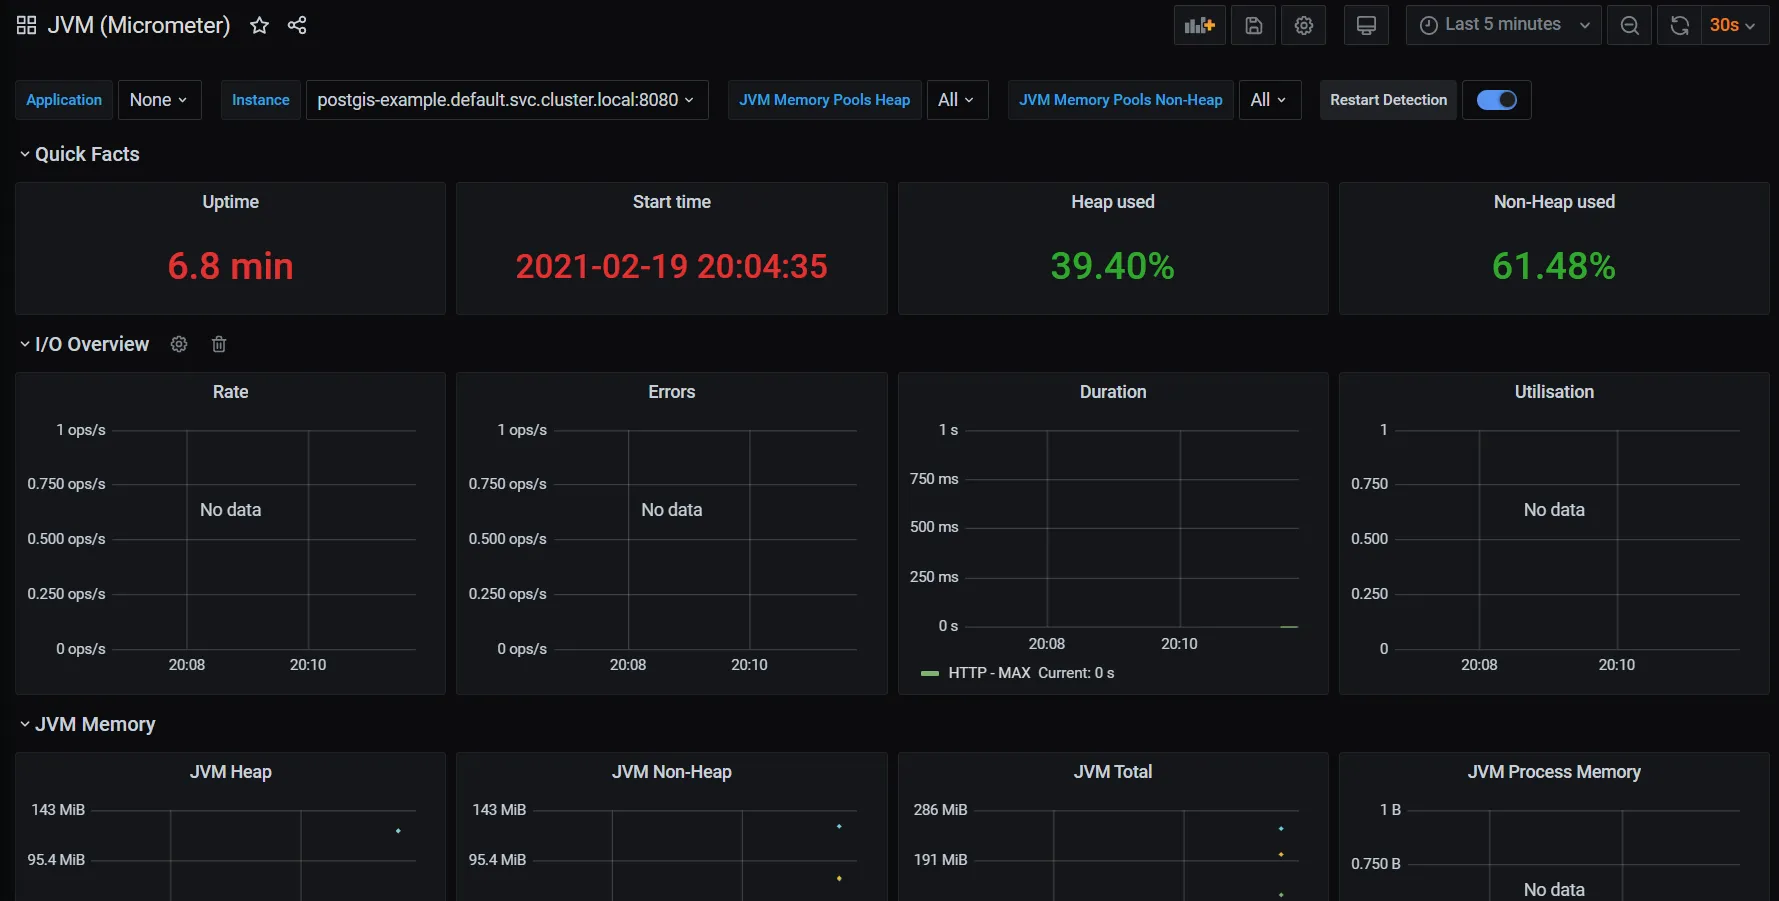 JVM (Micrometer)
Last 5 minutes
30s
Application
None
Instance
postgis-example.default.svc.cluster.local:8080
JVM Memory Pools Heap
All
JVM Memory Pools Non-Heap
All
Restart Detection
Quick Facts
Uptime
6.8 min
Start time
2021-02-19 20:04:35
Heap used
39.40%
Non-Heap used
61.48%
I/O Overview
Rate
1 ops/s
0.750 ops/s
No data
0.500 ops/s
0.250 ops/s
0 ops/s
20:08
20:10
Errors
1 ops/s
0.750 ops/s
No data
0.500 ops/s
0.250 ops/s
0 ops/s
20:08
20:10
Duration
1 s
750 ms
500 ms
250 ms
0 s
20:08
20:10
HTTP - MAX Current: 0 s
Utilisation
1
0.750
No data
0.500
0.250
0
20:08
20:10
JVM Memory
JVM Heap
143 MiB
95.4 MiB
JVM Non-Heap
143 MiB
95.4 MiB
JVM Total
286 MiB
191 MiB
JVM Process Memory
1 B
0.750 B
No data